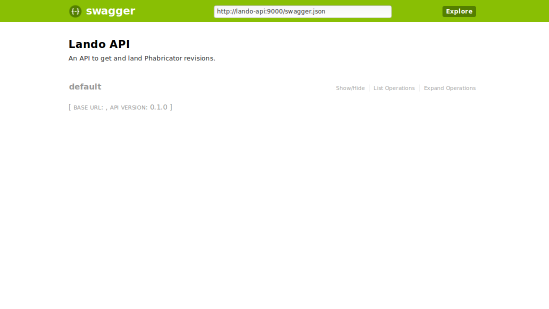 swagger
http://lando-api:9000/swagger.json
Explore
Lando API
An API to get and land Phabricator revisions.
default
Show/Hide
List Operations
Expand Operations
[ BASE URL: , API VERSION: 0.1.0 ]